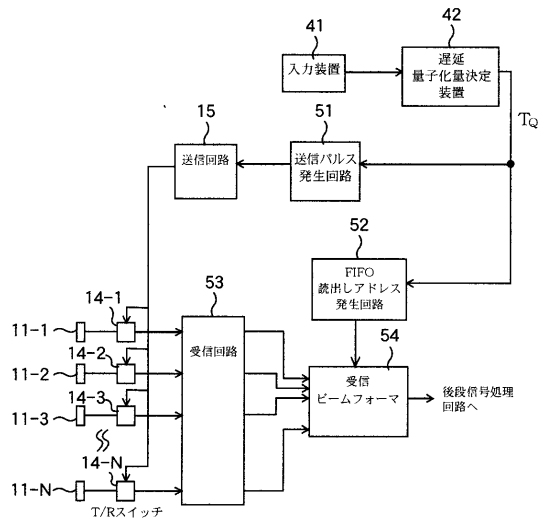 41
入力装置
42
遅延
量子化量決定
装置
TQ
15
送信回路
51
送信パルス
発生回路
52
FIFO
読出しアドレス
発生回路
53
受信回路
54
受信
ビームフォーマ
後段信号処理
回路へ
14-1
11-1
14-2
11-2
14-3
11-3
14-N
11-N
T/Rスイッチ